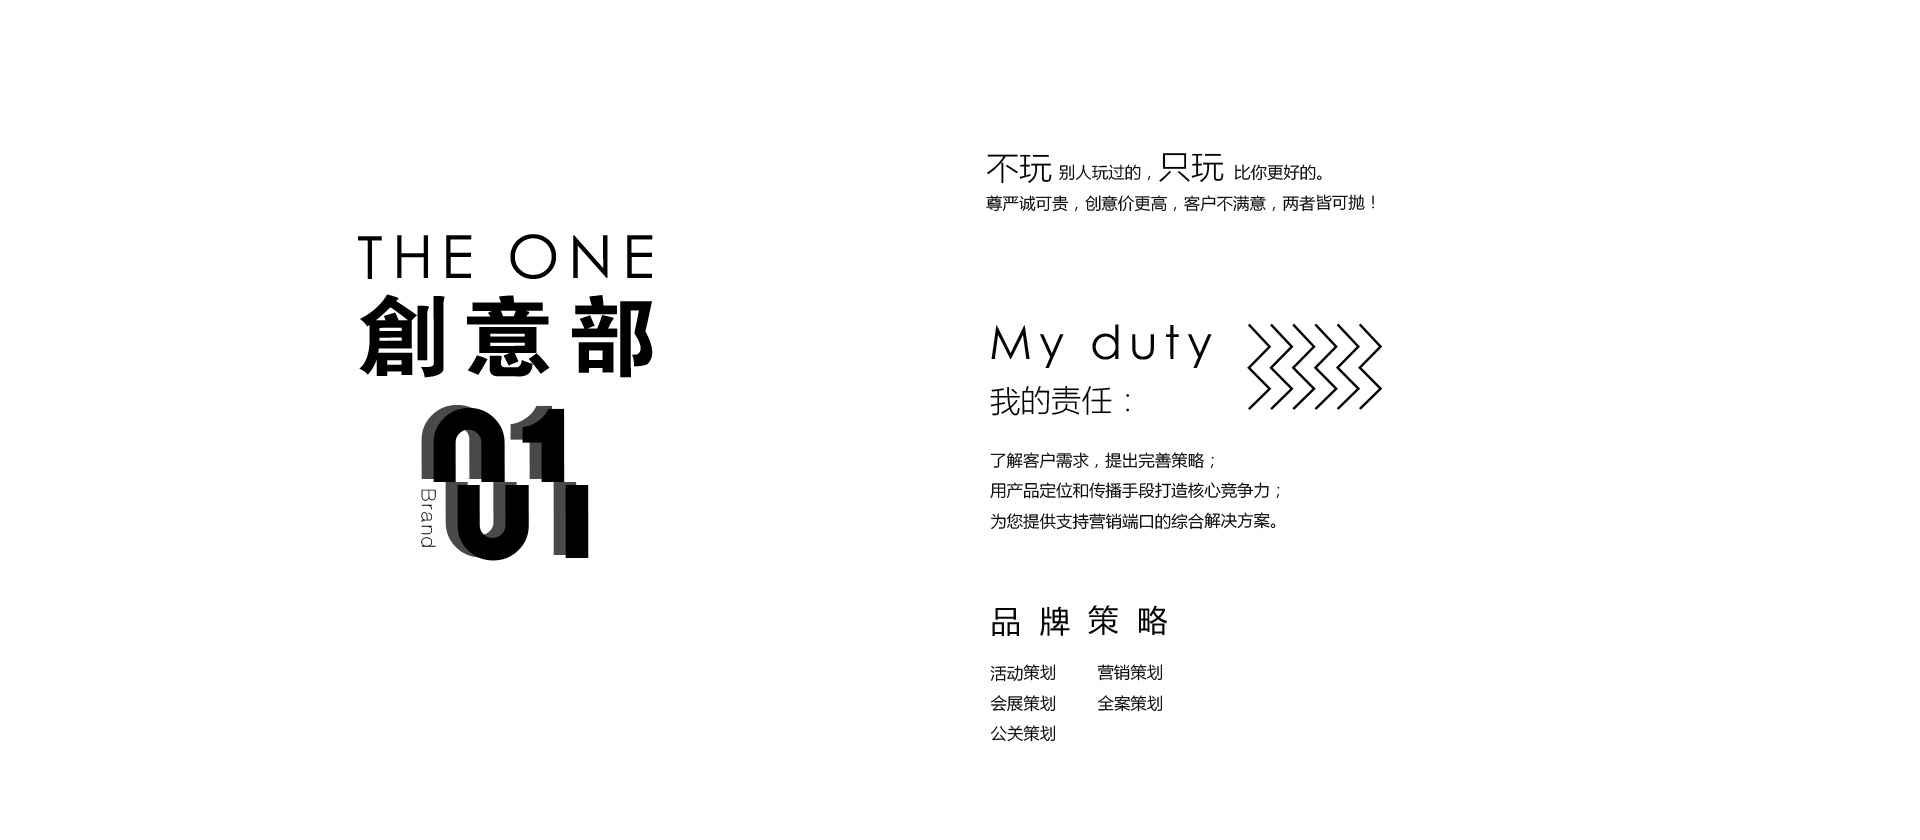 THE ONE
創意部
01
Brand
不玩 别人玩过的，只玩 比你更好的。
尊严诚可贵，创意价更高，客户不满意，两者皆可抛！
My duty
我的责任：
了解客户需求，提出完善策略；
用产品定位和传播手段打造核心竞争力；
为您提供支持营销端口的综合解决方案。
品牌策略
活动策划 营销策划
会展策划 全案策划
公关策划